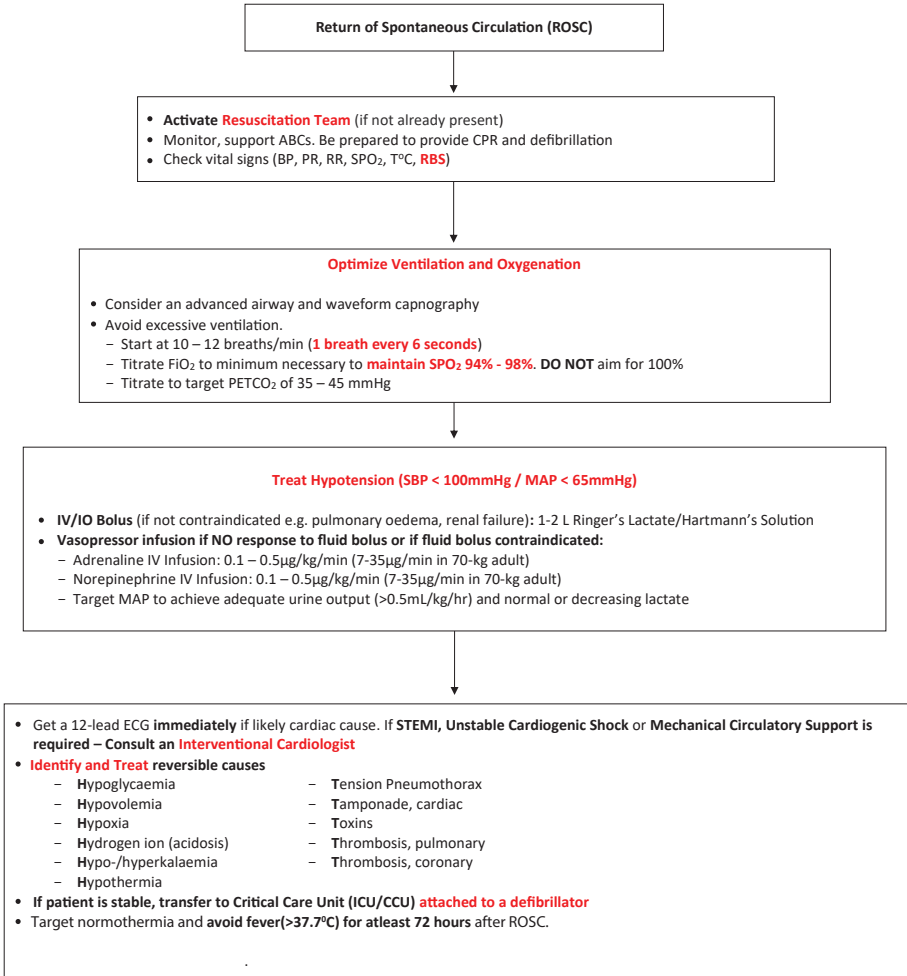 Return of Spontaneous Circulation (ROSC)
• Activate Resuscitation Team (if not already present)
• Monitor, support ABCs. Be prepared to provide CPR and defibrillation
• Check vital signs (BP, PR, RR, SPO₂, T⁰C, RBS)
Optimize Ventilation and Oxygenation
• Consider an advanced airway and waveform capnography
• Avoid excessive ventilation.
− Start at 10 – 12 breaths/min (1 breath every 6 seconds)
− Titrate FiO₂ to minimum necessary to maintain SPO₂ 94% - 98%. DO NOT aim for 100%
− Titrate to target PETCO₂ of 35 – 45 mmHg
Treat Hypotension (SBP < 100mmHg / MAP < 65mmHg)
• IV/IO Bolus (if not contraindicated e.g. pulmonary oedema, renal failure): 1-2 L Ringer's Lactate/Hartmann's Solution
• Vasopressor infusion if NO response to fluid bolus or if fluid bolus contraindicated:
− Adrenaline IV Infusion: 0.1 – 0.5µg/kg/min (7-35µg/min in 70-kg adult)
− Norepinephrine IV Infusion: 0.1 – 0.5µg/kg/min (7-35µg/min in 70-kg adult)
− Target MAP to achieve adequate urine output (>0.5mL/kg/hr) and normal or decreasing lactate
• Get a 12-lead ECG immediately if likely cardiac cause. If STEMI, Unstable Cardiogenic Shock or Mechanical Circulatory Support is
required – Consult an Interventional Cardiologist
• Identify and Treat reversible causes
− Hypoglycaemia
− Hypovolemia
− Hypoxia
− Hydrogen ion (acidosis)
− Hypo-/hyperkalaemia
− Hypothermia
− Tension Pneumothorax
− Tamponade, cardiac
− Toxins
− Thrombosis, pulmonary
− Thrombosis, coronary
• If patient is stable, transfer to Critical Care Unit (ICU/CCU) attached to a defibrillator
• Target normothermia and avoid fever(>37.7⁰C) for atleast 72 hours after ROSC.
.